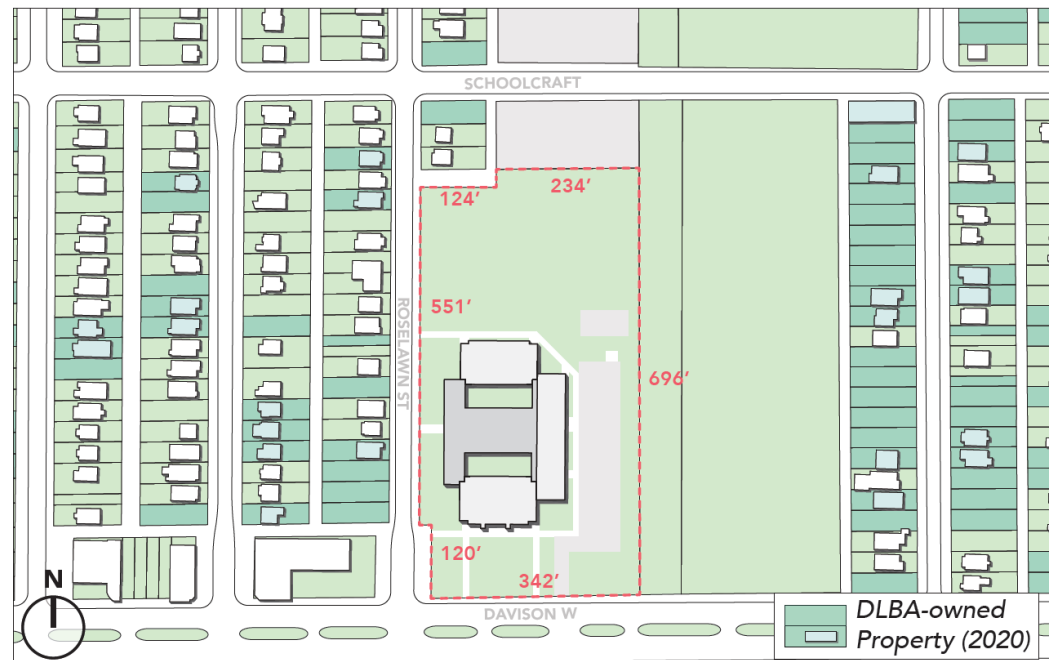 SCHOOLCRAFT
124’
234’
551’
ROSELAWN ST
696’
120’
342’
DAVISON W
N
DLBA-owned
Property (2020)